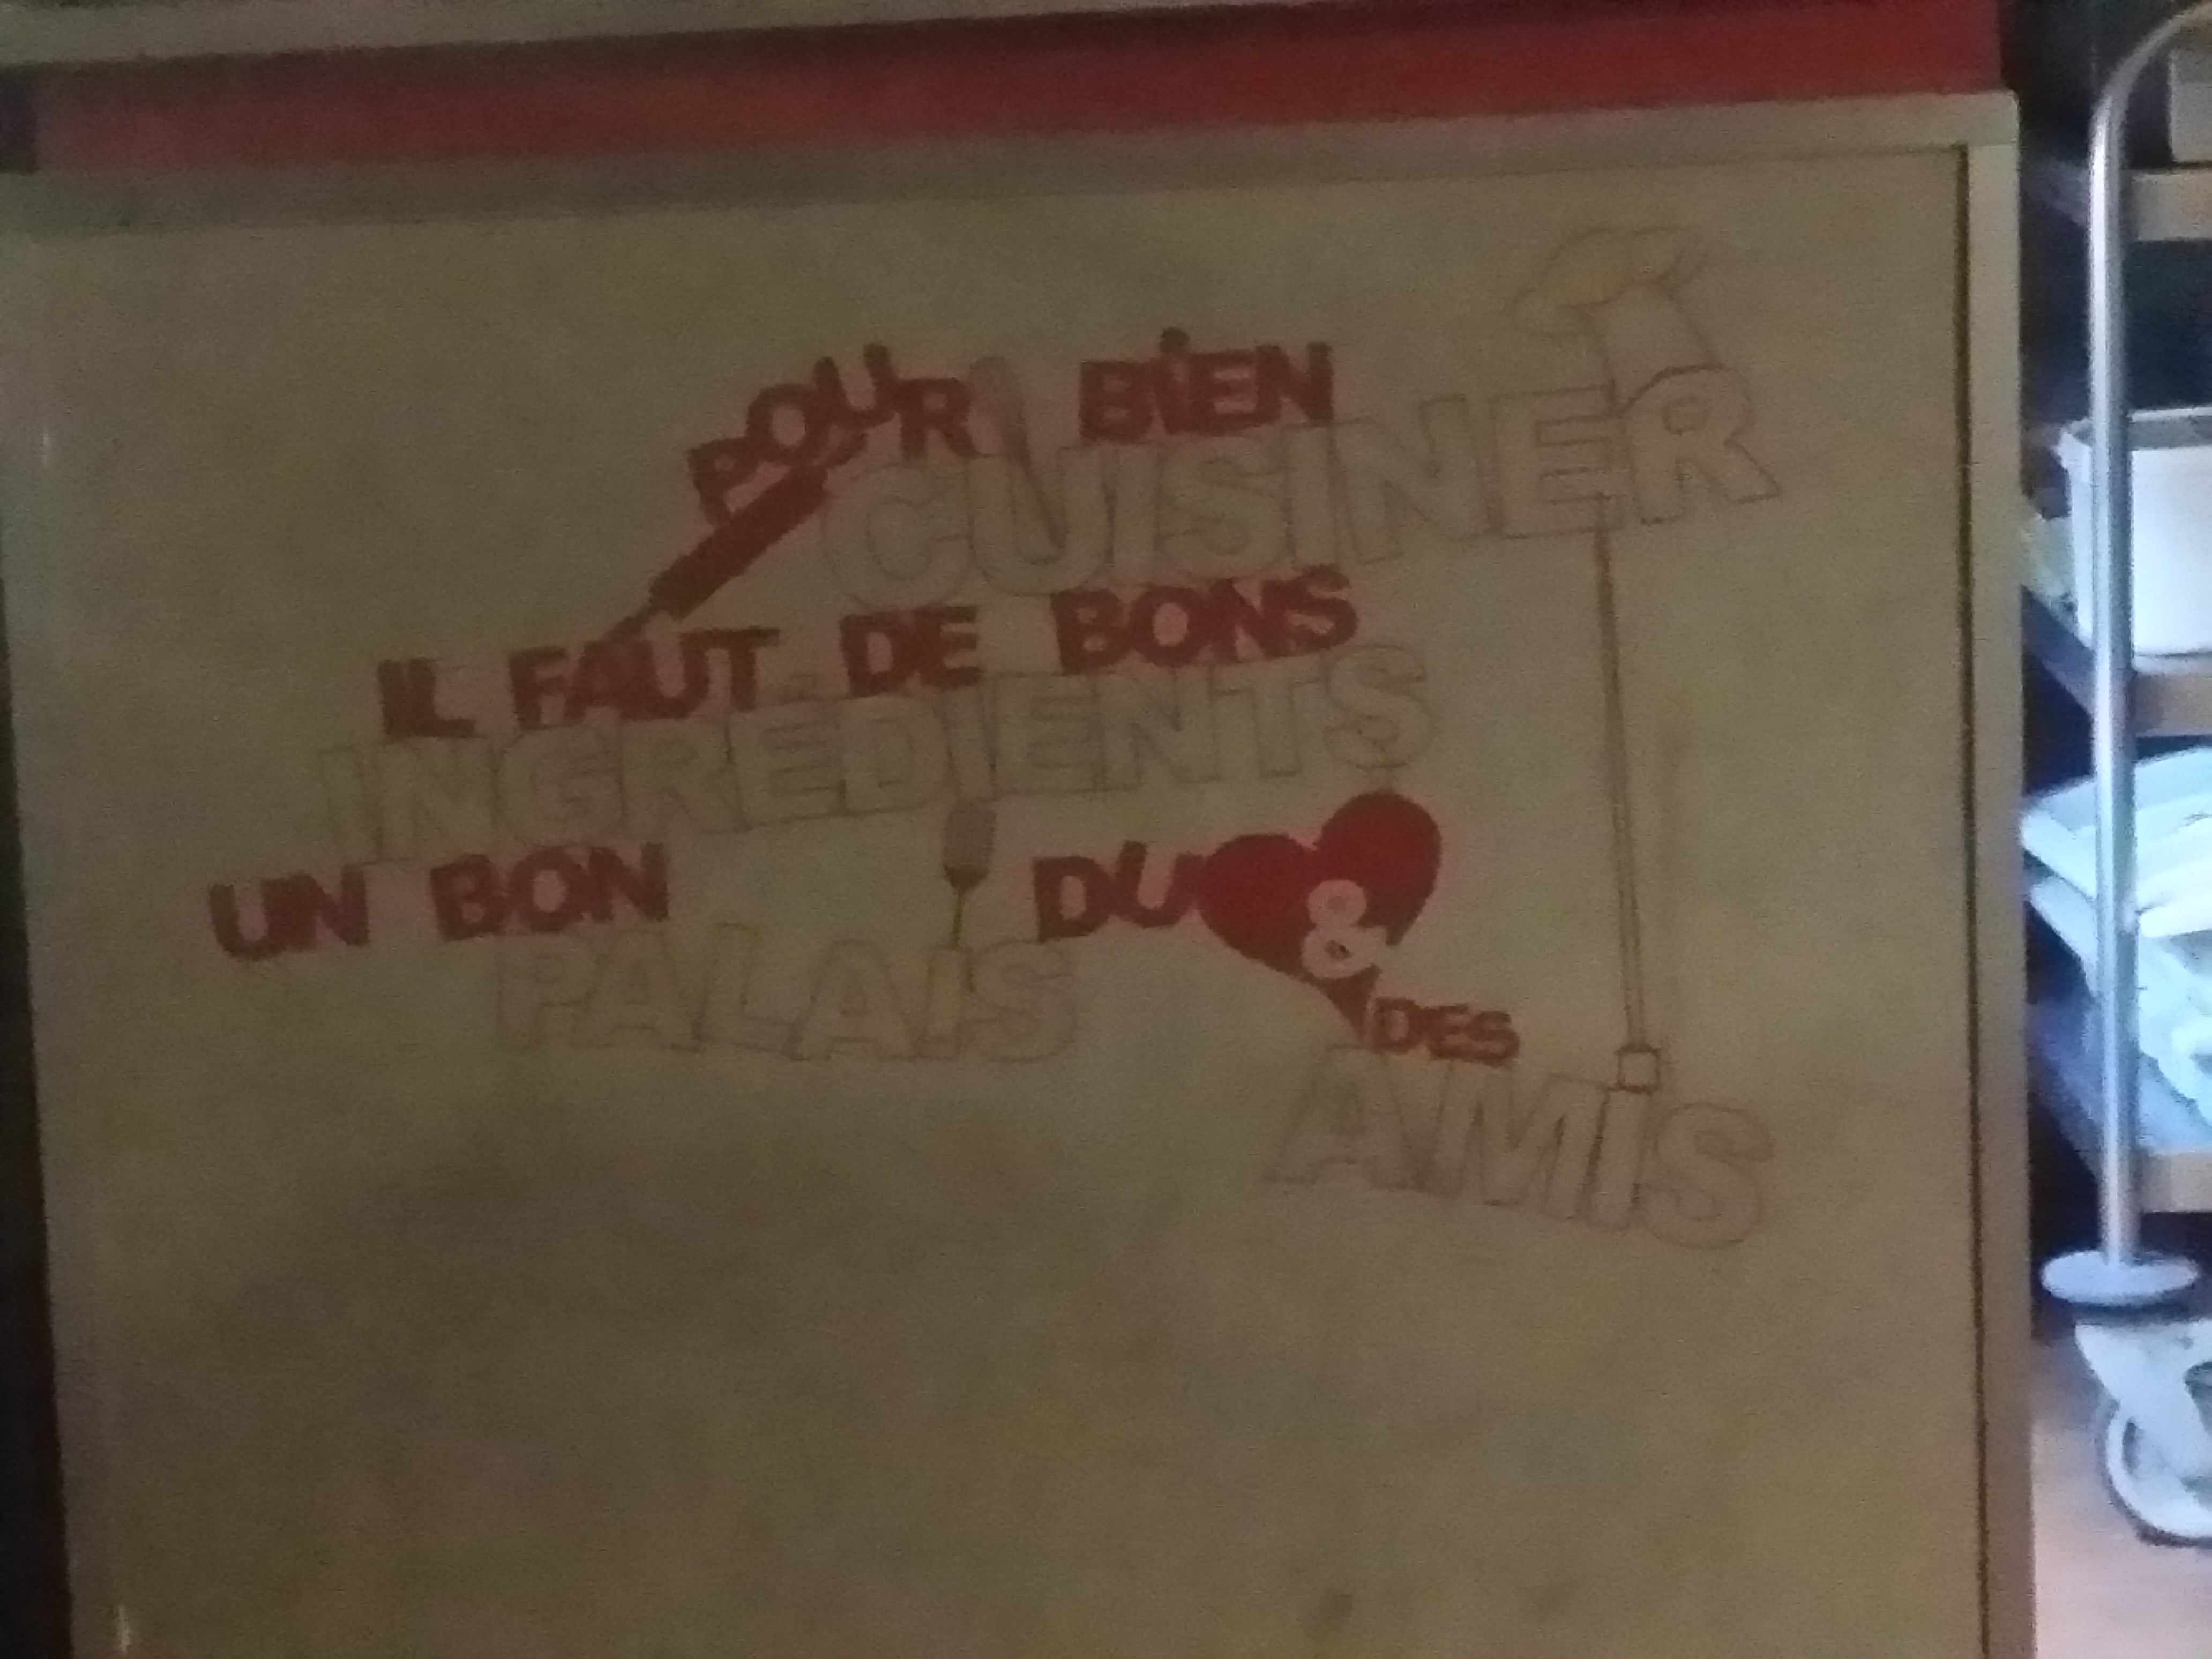 POUR BIEN
CUISINER
IL FAUT DE BONS
INGREDIENTS
UN BON
PALAIS
DU
&
DES
AMIS